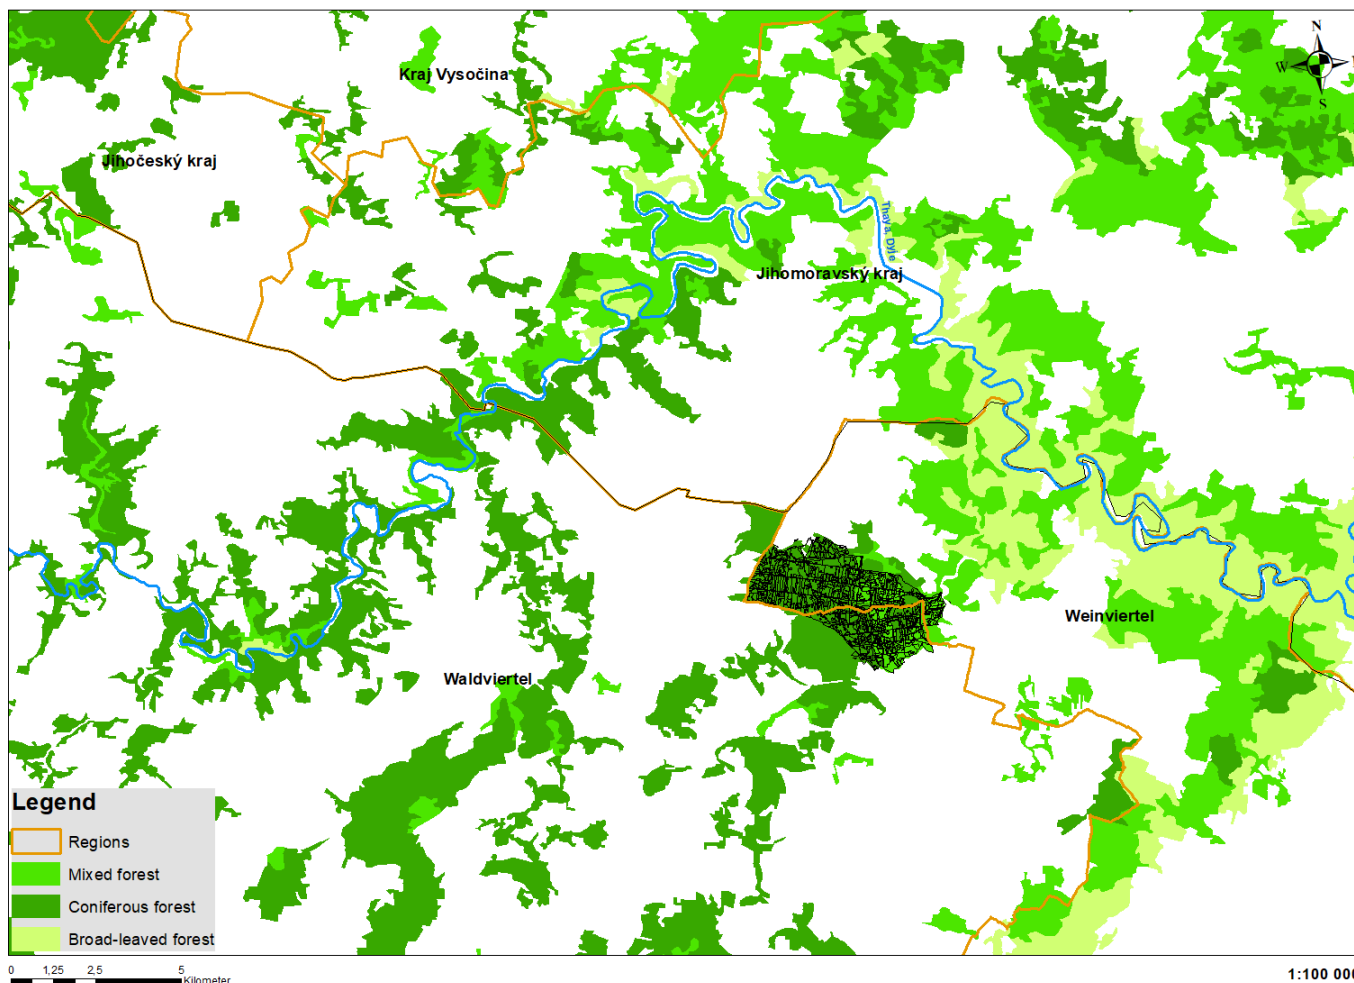 N
W
S
Kraj Vysočina
Jihočeský kraj
Thaya, Dyje
Jihomoravský kraj
Weinviertel
Waldviertel
Legend
Regions
Mixed forest
Coniferous forest
Broad-leaved forest
0 1,25 2,5 5
Kilometer
1:100 000